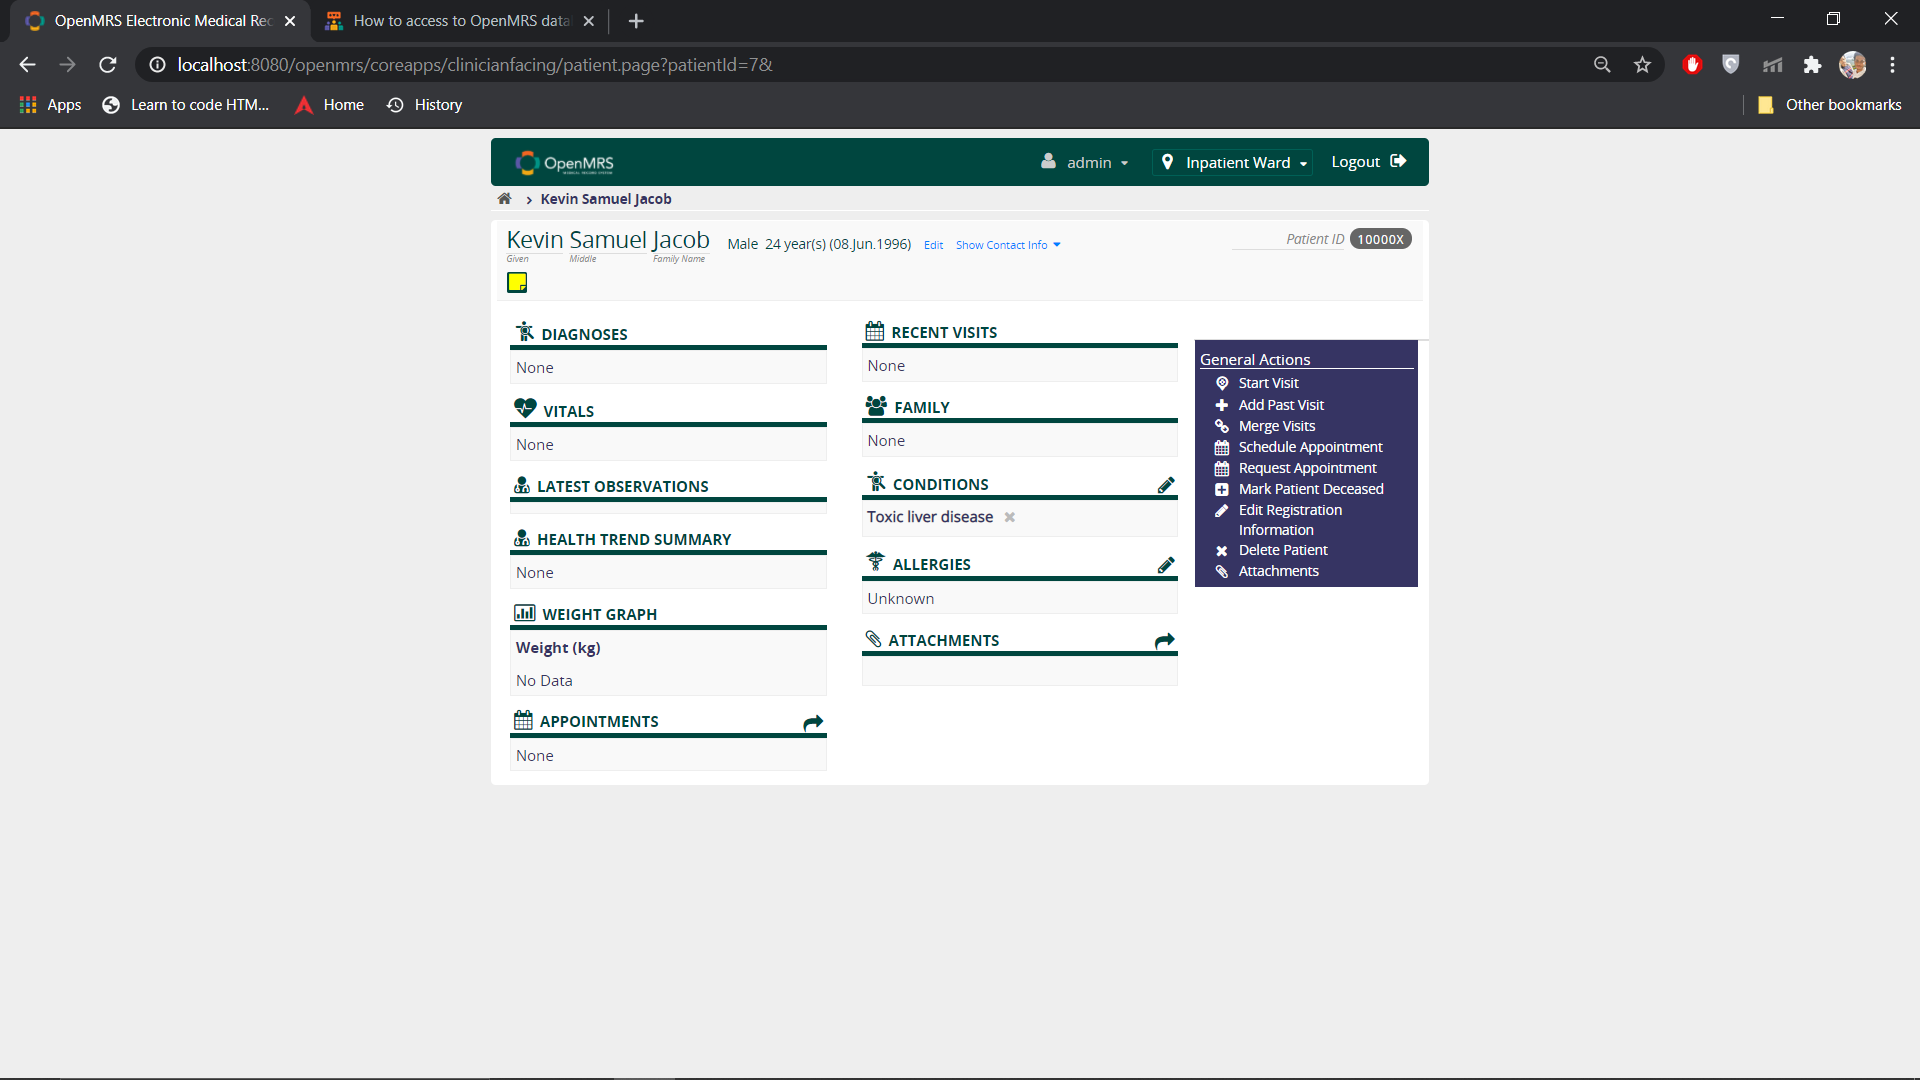 OpenMRS Electronic Medical Rec
How to access to OpenMRS data
localhost:8080/openmrs/coreapps/clinicianfacing/patient.page?patientId=7&
Apps
Learn to code HTM...
Home
History
Other bookmarks
OpenMRS
MEDICAL RECORD SYSTEM
admin
Inpatient Ward
Logout
Kevin Samuel Jacob
Kevin Samuel Jacob
Given Middle Family Name
Male 24 year(s) (08.Jun.1996) Edit Show Contact Info
Patient ID 10000X
DIAGNOSES
None
VITALS
None
LATEST OBSERVATIONS
HEALTH TREND SUMMARY
None
WEIGHT GRAPH
Weight (kg)
No Data
APPOINTMENTS
None
RECENT VISITS
None
FAMILY
None
CONDITIONS
Toxic liver disease
ALLERGIES
Unknown
ATTACHMENTS
General Actions
Start Visit
Add Past Visit
Merge Visits
Schedule Appointment
Request Appointment
Mark Patient Deceased
Edit Registration
Information
Delete Patient
Attachments